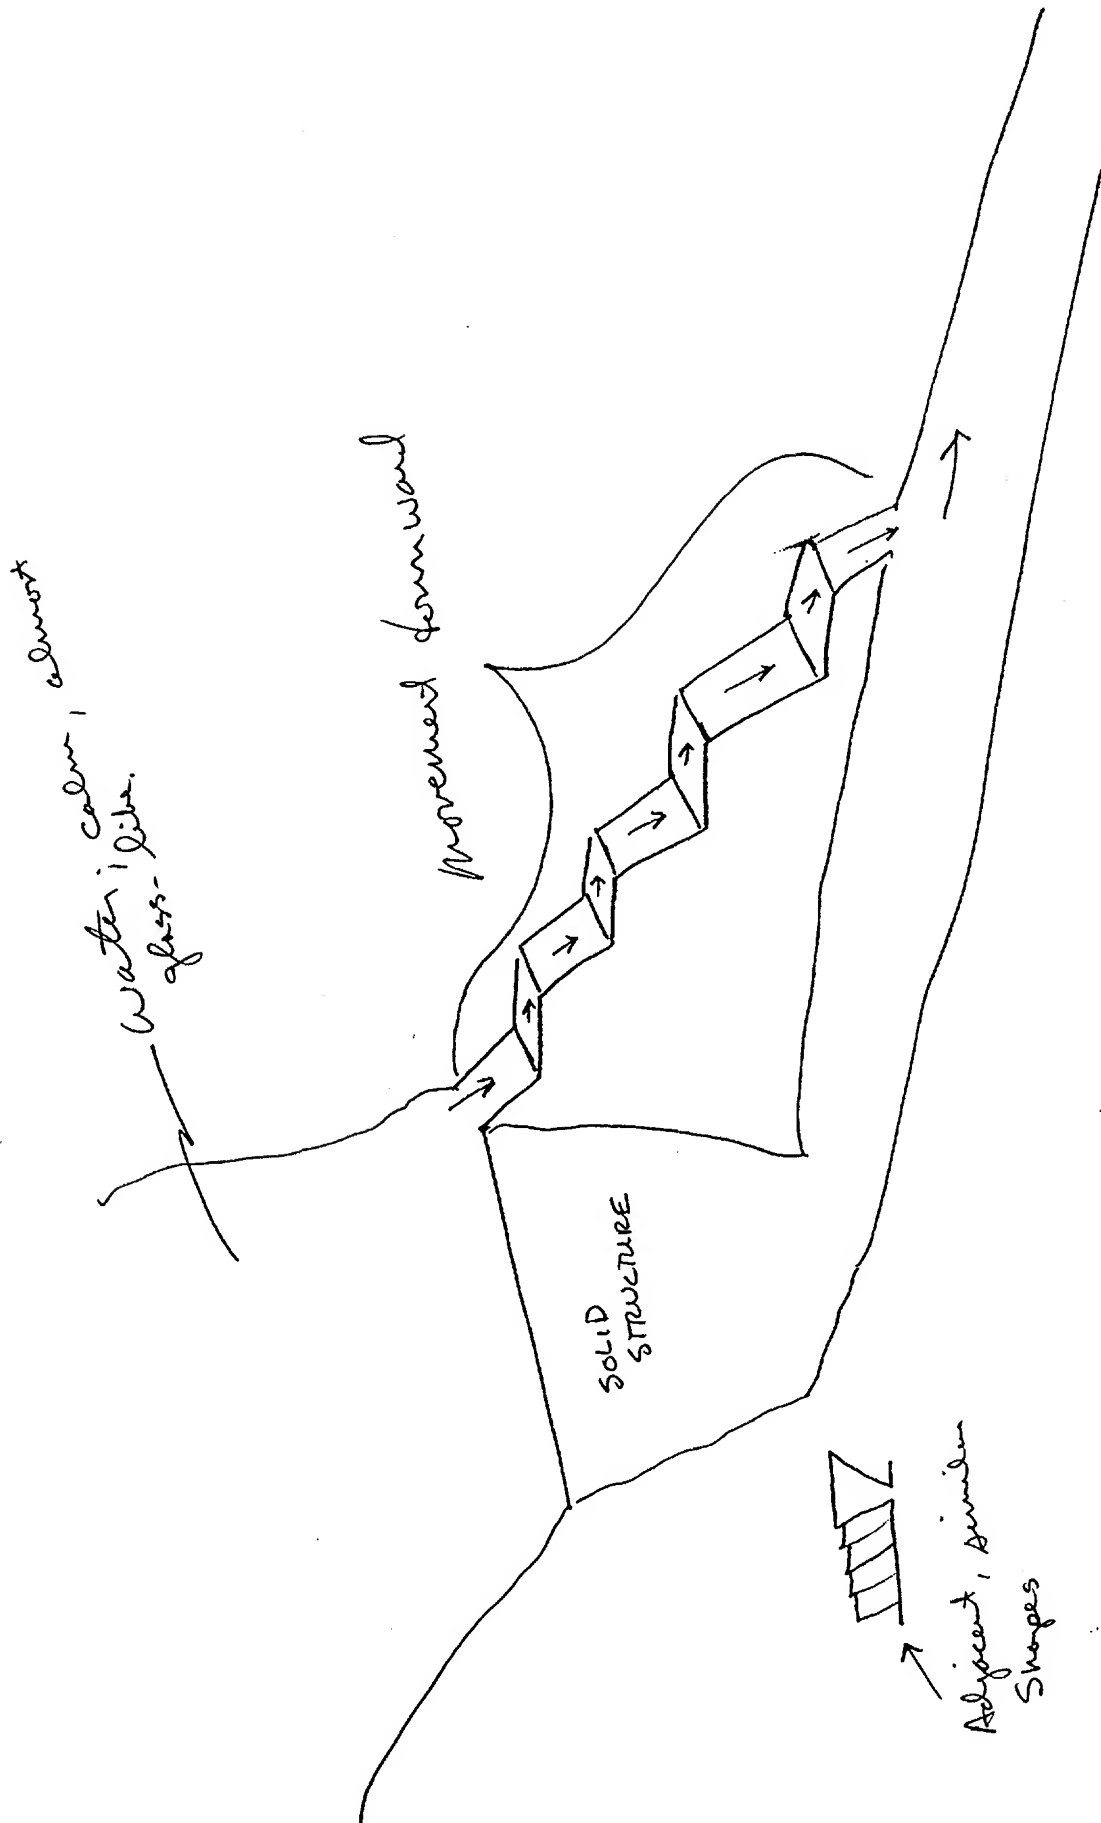 water; calm, almost
glass-like.
movement downward
SOLID
STRUCTURE
Adjacent, similar
Shapes